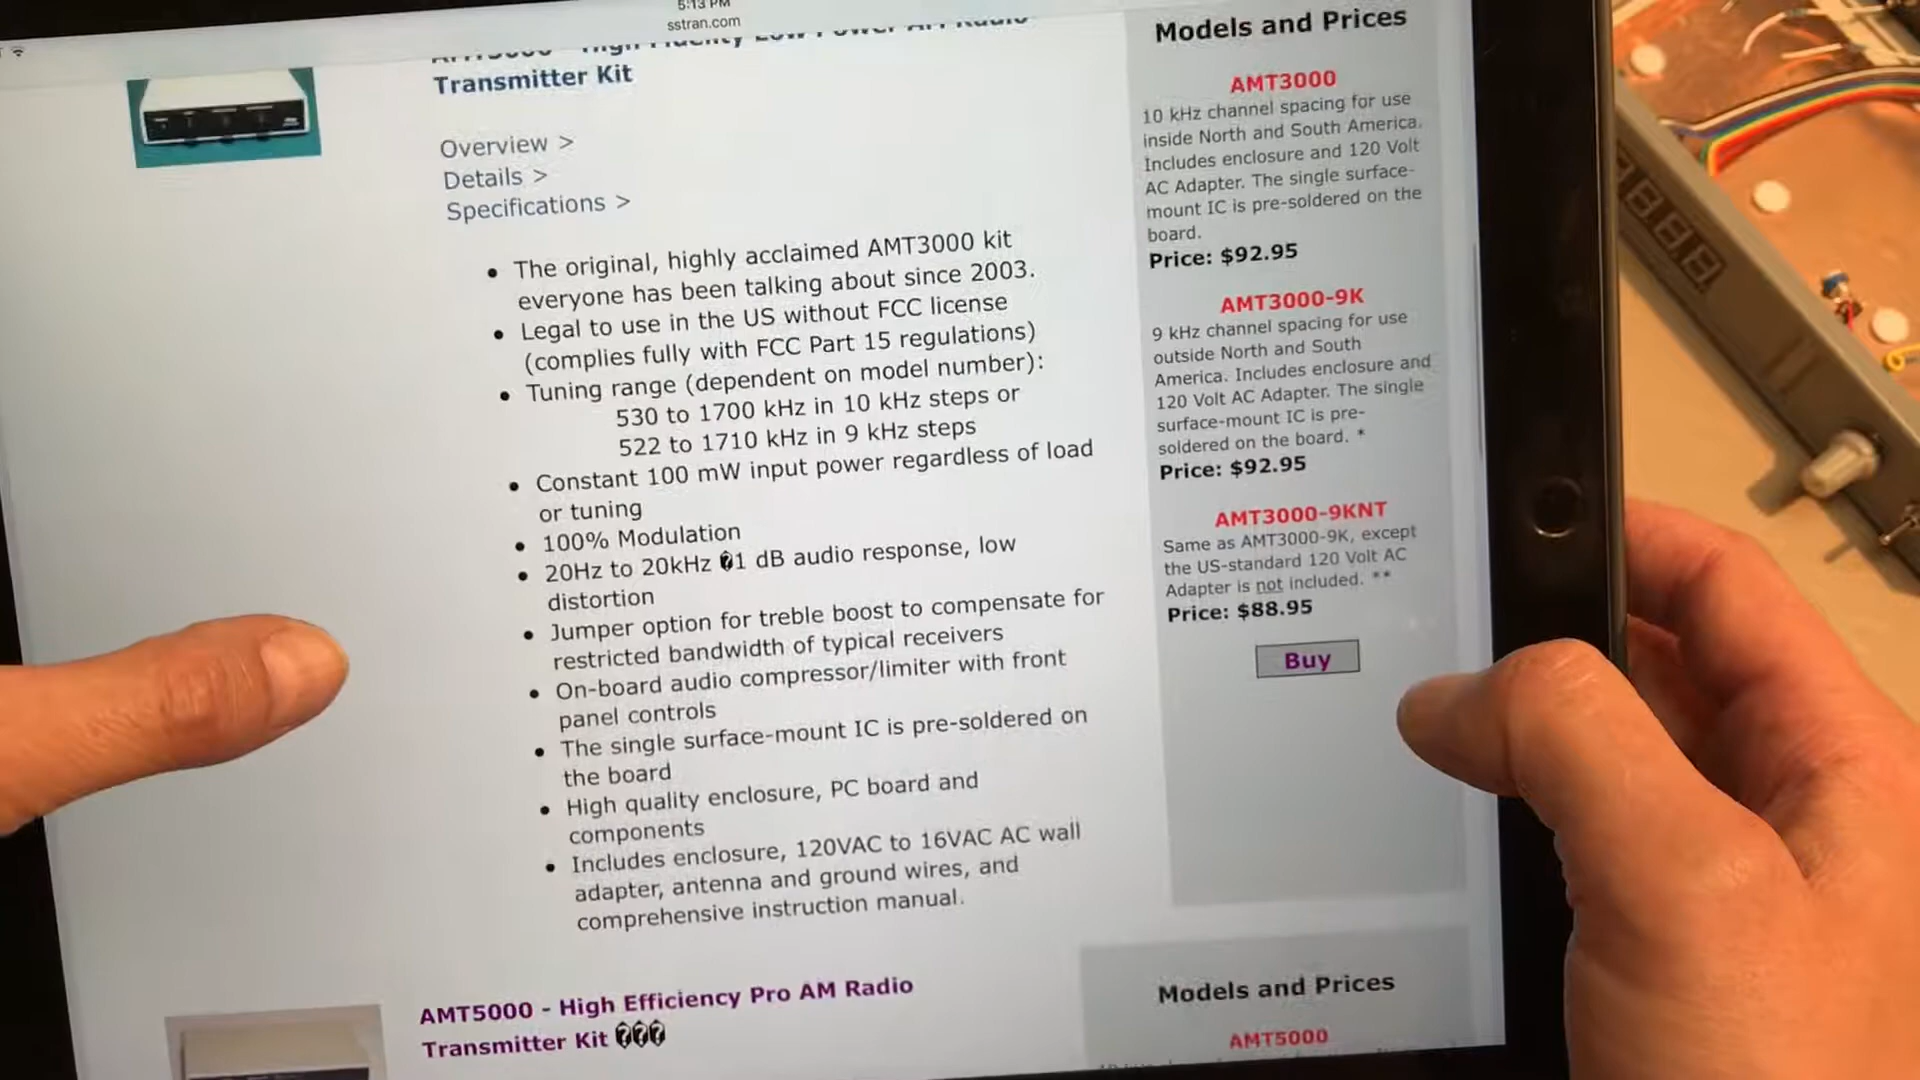 5:13 PM
sstran.com
AMT3000 - High Fidelity Low Power AM Radio
Transmitter Kit
Overview >
Details >
Specifications >
• The original, highly acclaimed AMT3000 kit
everyone has been talking about since 2003.
• Legal to use in the US without FCC license
(complies fully with FCC Part 15 regulations)
• Tuning range (dependent on model number):
530 to 1700 kHz in 10 kHz steps or
522 to 1710 kHz in 9 kHz steps
• Constant 100 mW input power regardless of load
or tuning
• 100% Modulation
• 20Hz to 20kHz �1 dB audio response, low
distortion
• Jumper option for treble boost to compensate for
restricted bandwidth of typical receivers
• On-board audio compressor/limiter with front
panel controls
• The single surface-mount IC is pre-soldered on
the board
• High quality enclosure, PC board and
components
• Includes enclosure, 120VAC to 16VAC AC wall
adapter, antenna and ground wires, and
comprehensive instruction manual.
AMT5000 - High Efficiency Pro AM Radio
Transmitter Kit ���
Models and Prices
AMT3000
10 kHz channel spacing for use
inside North and South America.
Includes enclosure and 120 Volt
AC Adapter. The single surface-
mount IC is pre-soldered on the
board.
Price: $92.95
AMT3000-9K
9 kHz channel spacing for use
outside North and South
America. Includes enclosure and
120 Volt AC Adapter. The single
surface-mount IC is pre-
soldered on the board. *
Price: $92.95
AMT3000-9KNT
Same as AMT3000-9K, except
the US-standard 120 Volt AC
Adapter is not included. **
Price: $88.95
Buy
Models and Prices
AMT5000